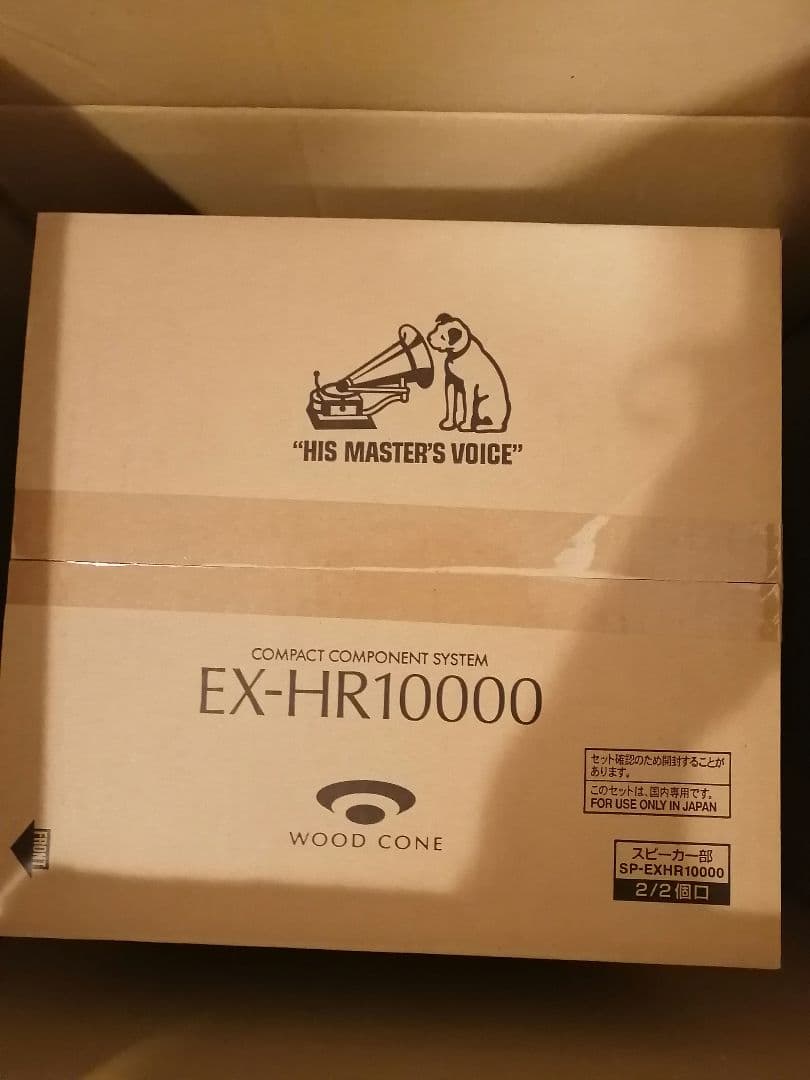 “HIS MASTER'S VOICE”
COMPACT COMPONENT SYSTEM
EX-HR10000
WOOD CONE
FRONT
セット確認のため開封することが
あります。
このセットは、国内専用です。
FOR USE ONLY IN JAPAN
スピーカー部
SP-EXHR10000
2/2個口